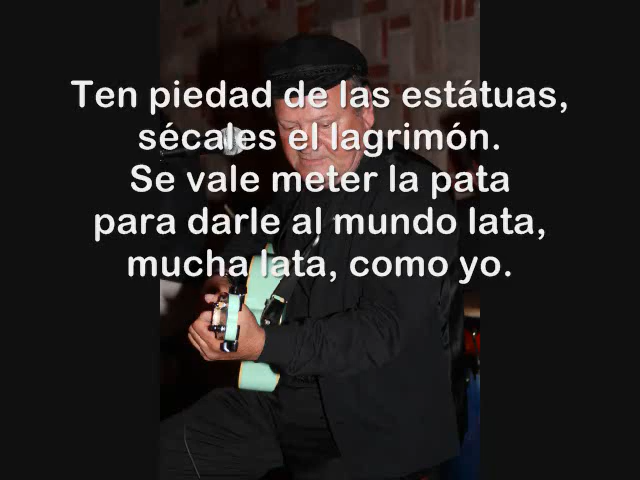 Ten piedad de las estátuas,
sécales el lagrimón.
Se vale meter la pata
para darle al mundo lata,
mucha lata, como yo.